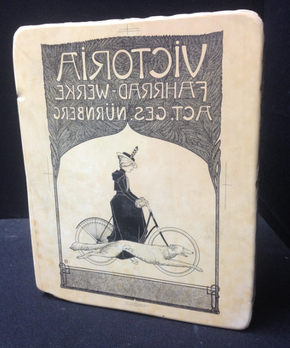 VICTORIA
FAHRRAD-WERKE
ACT. GES. NÜRNBERG